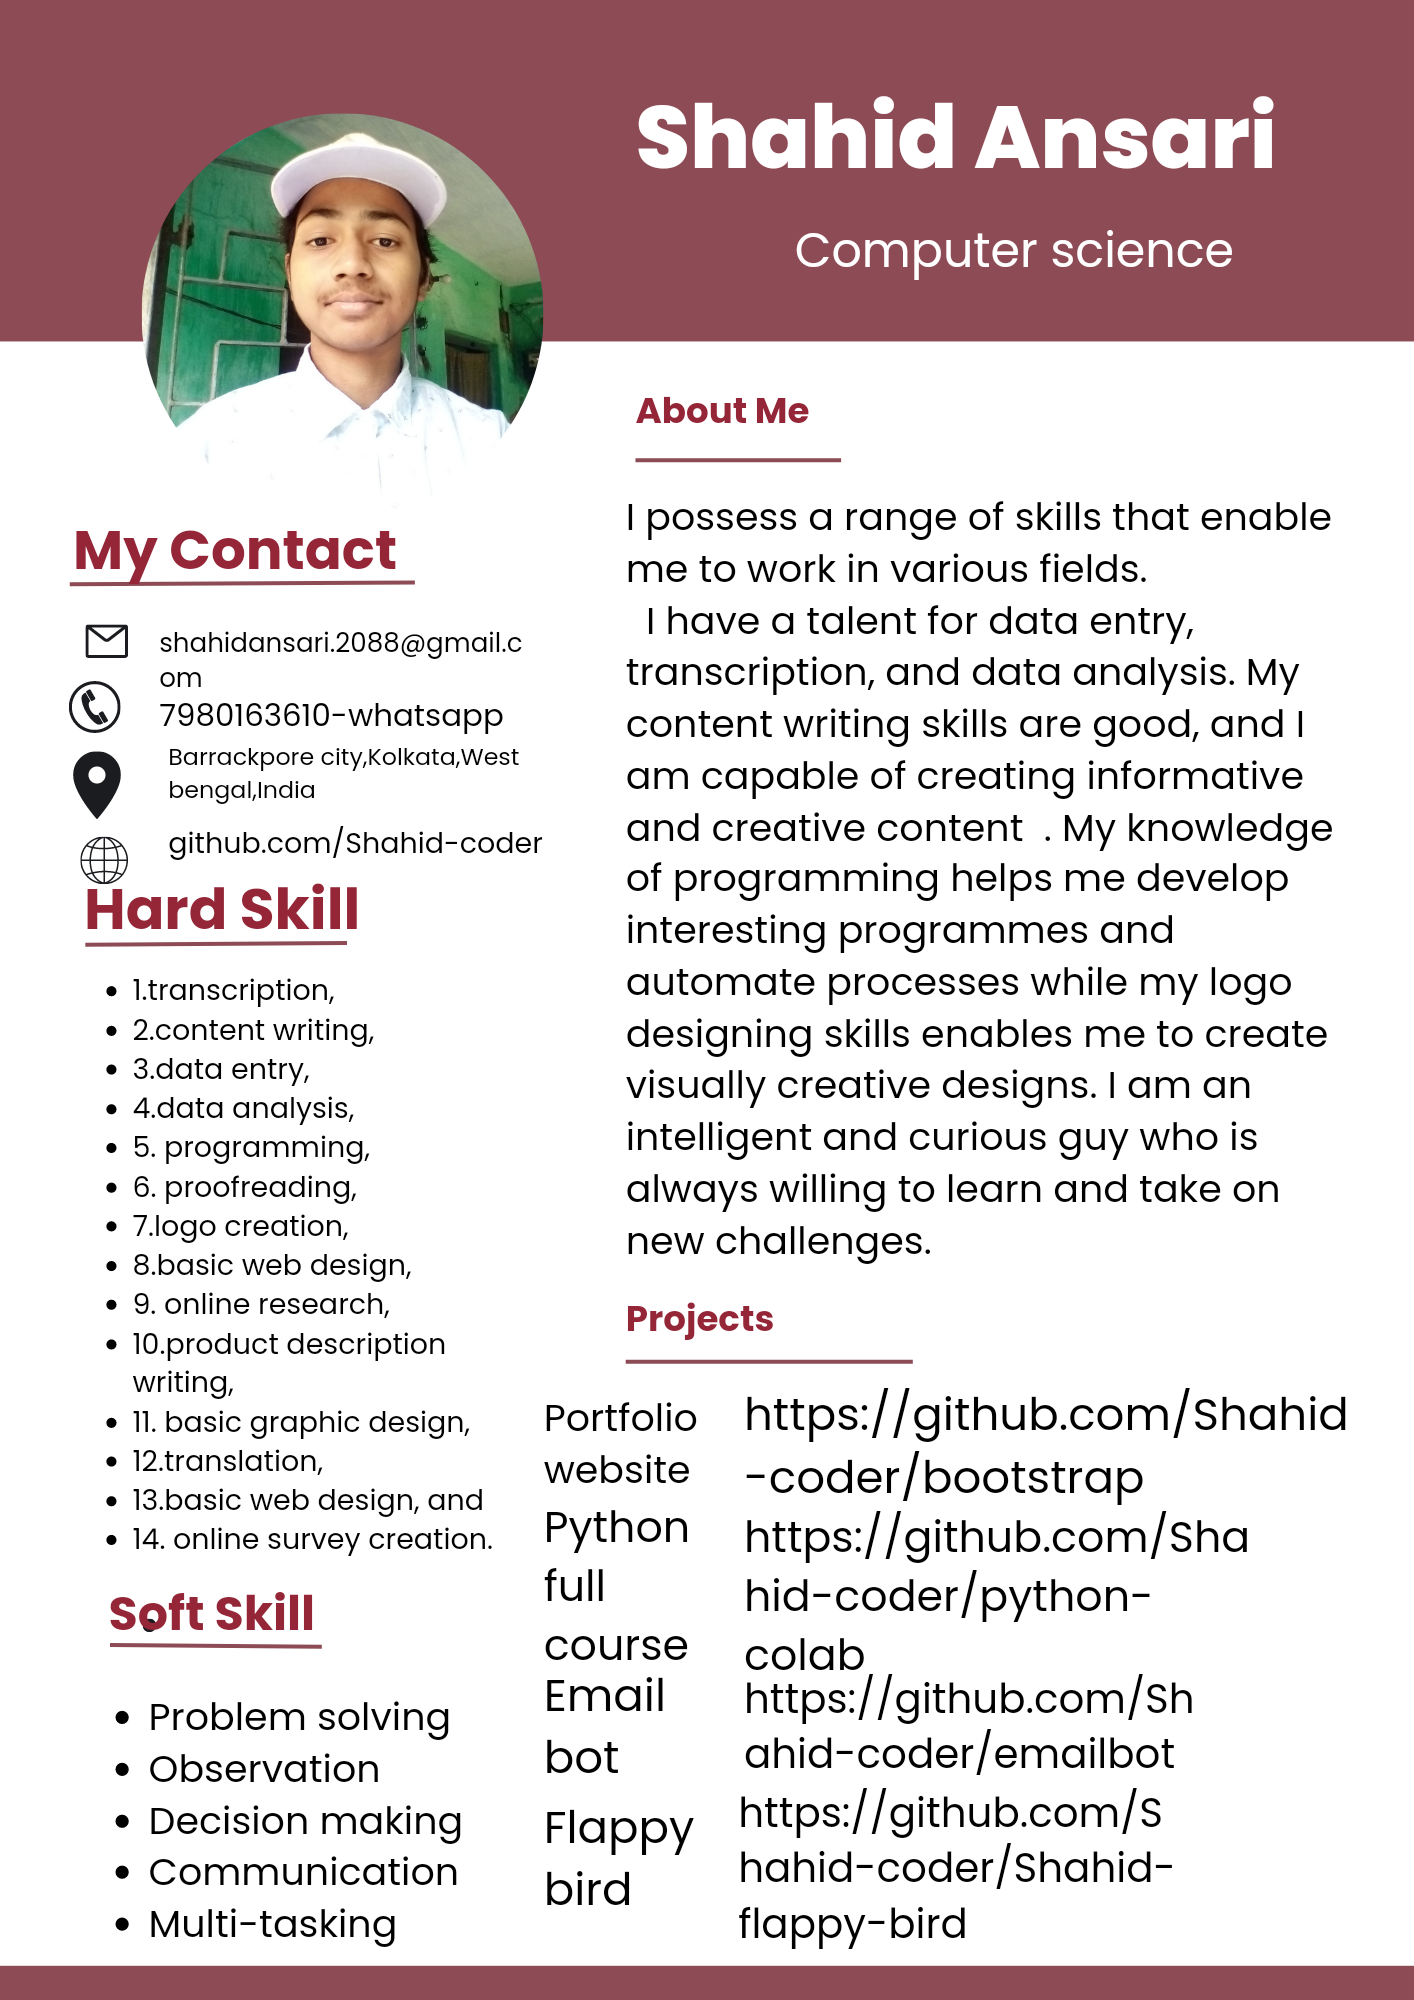 Shahid Ansari
Computer science
My Contact
shahidansari.2088@gmail.c
om
7980163610-whatsapp
Barrackpore city,Kolkata,West
bengal,India
github.com/Shahid-coder
Hard Skill
1.transcription,
2.content writing,
3.data entry,
4.data analysis,
5. programming,
6. proofreading,
7.logo creation,
8.basic web design,
9. online research,
10.product description
writing,
11. basic graphic design,
12.translation,
13.basic web design, and
14. online survey creation.
Soft Skill
Problem solving
Observation
Decision making
Communication
Multi-tasking
About Me
I possess a range of skills that enable
me to work in various fields.
I have a talent for data entry,
transcription, and data analysis. My
content writing skills are good, and I
am capable of creating informative
and creative content  . My knowledge
of programming helps me develop
interesting programmes and
automate processes while my logo
designing skills enables me to create
visually creative designs. I am an
intelligent and curious guy who is
always willing to learn and take on
new challenges.
Projects
Portfolio
website
https://github.com/Shahid
-coder/bootstrap
Python
full
course
https://github.com/Sha
hid-coder/python-
colab
Email
bot
https://github.com/Sh
ahid-coder/emailbot
Flappy
bird
https://github.com/S
hahid-coder/Shahid-
flappy-bird